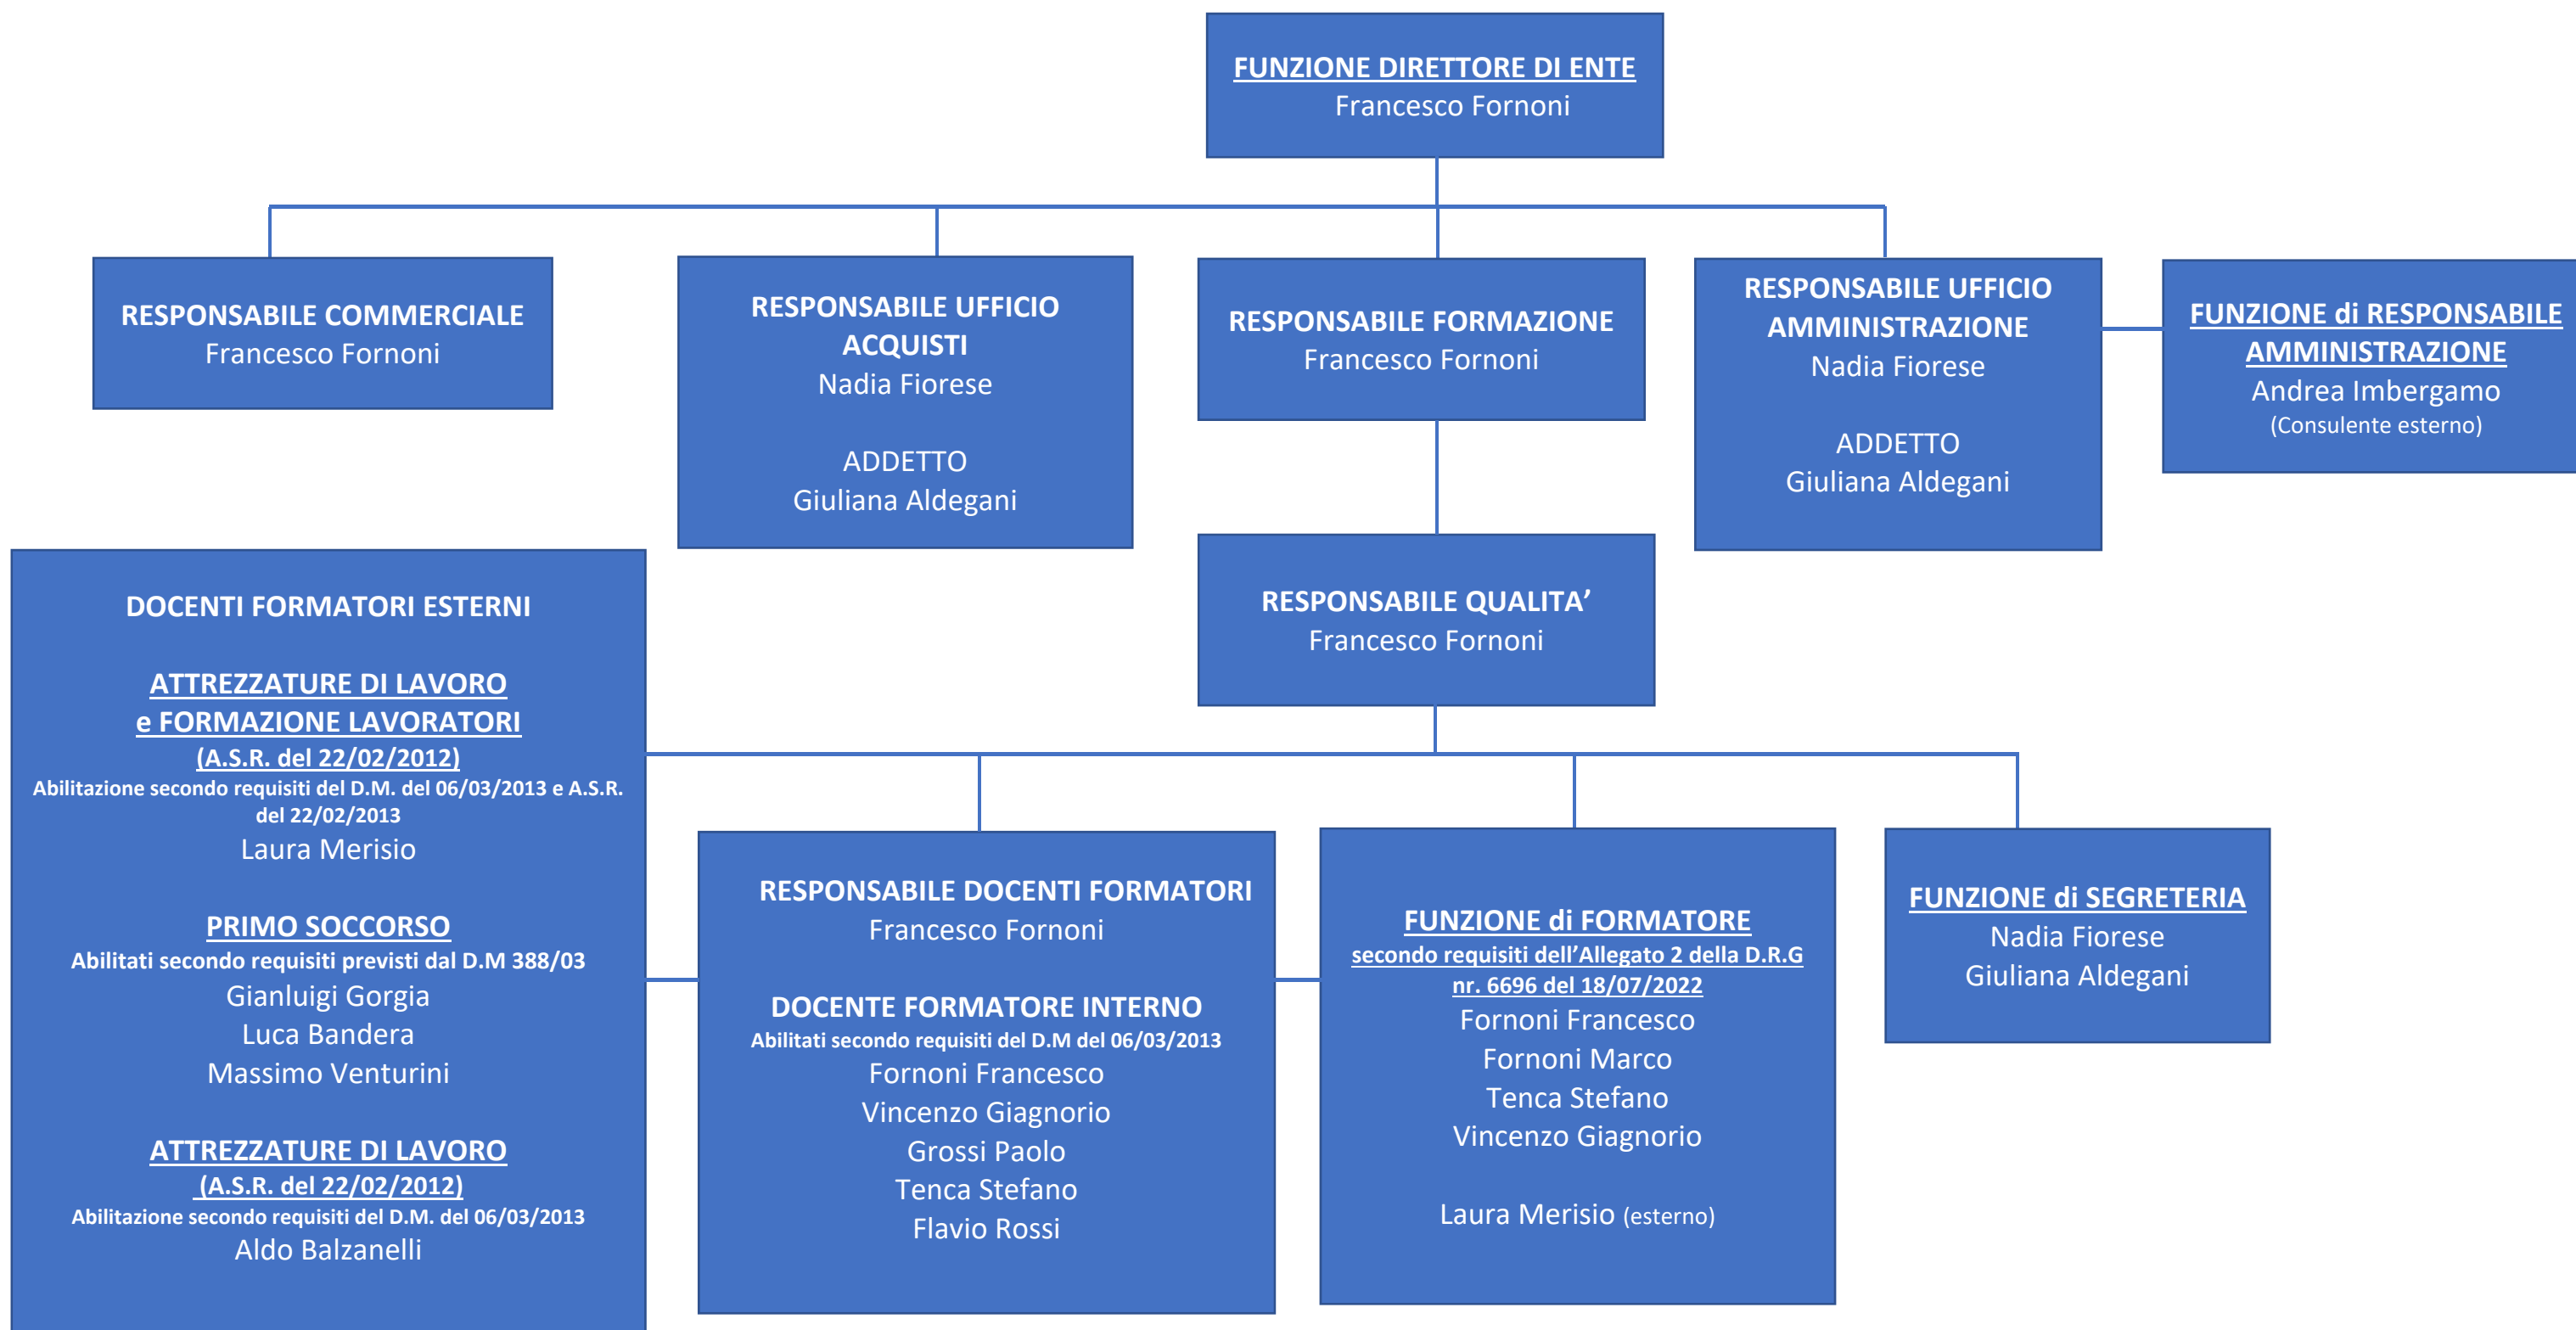 FUNZIONE DIRETTORE DI ENTE
Francesco Fornoni
RESPONSABILE COMMERCIALE
Francesco Fornoni
RESPONSABILE UFFICIO
ACQUISTI
Nadia Fiorese
ADDETTO
Giuliana Aldegani
RESPONSABILE FORMAZIONE
Francesco Fornoni
RESPONSABILE UFFICIO
AMMINISTRAZIONE
Nadia Fiorese
ADDETTO
Giuliana Aldegani
FUNZIONE di RESPONSABILE
AMMINISTRAZIONE
Andrea Imbergamo
(Consulente esterno)
RESPONSABILE QUALITA’
Francesco Fornoni
DOCENTI FORMATORI ESTERNI
ATTREZZATURE DI LAVORO
e FORMAZIONE LAVORATORI
(A.S.R. del 22/02/2012)
Abilitazione secondo requisiti del D.M. del 06/03/2013 e A.S.R.
del 22/02/2013
Laura Merisio
PRIMO SOCCORSO
Abilitati secondo requisiti previsti dal D.M 388/03
Gianluigi Gorgia
Luca Bandera
Massimo Venturini
ATTREZZATURE DI LAVORO
(A.S.R. del 22/02/2012)
Abilitazione secondo requisiti del D.M. del 06/03/2013
Aldo Balzanelli
RESPONSABILE DOCENTI FORMATORI
Francesco Fornoni
DOCENTE FORMATORE INTERNO
Abilitati secondo requisiti del D.M del 06/03/2013
Fornoni Francesco
Vincenzo Giagnorio
Grossi Paolo
Tenca Stefano
Flavio Rossi
FUNZIONE di FORMATORE
secondo requisiti dell’Allegato 2 della D.R.G
nr. 6696 del 18/07/2022
Fornoni Francesco
Fornoni Marco
Tenca Stefano
Vincenzo Giagnorio
Laura Merisio (esterno)
FUNZIONE di SEGRETERIA
Nadia Fiorese
Giuliana Aldegani